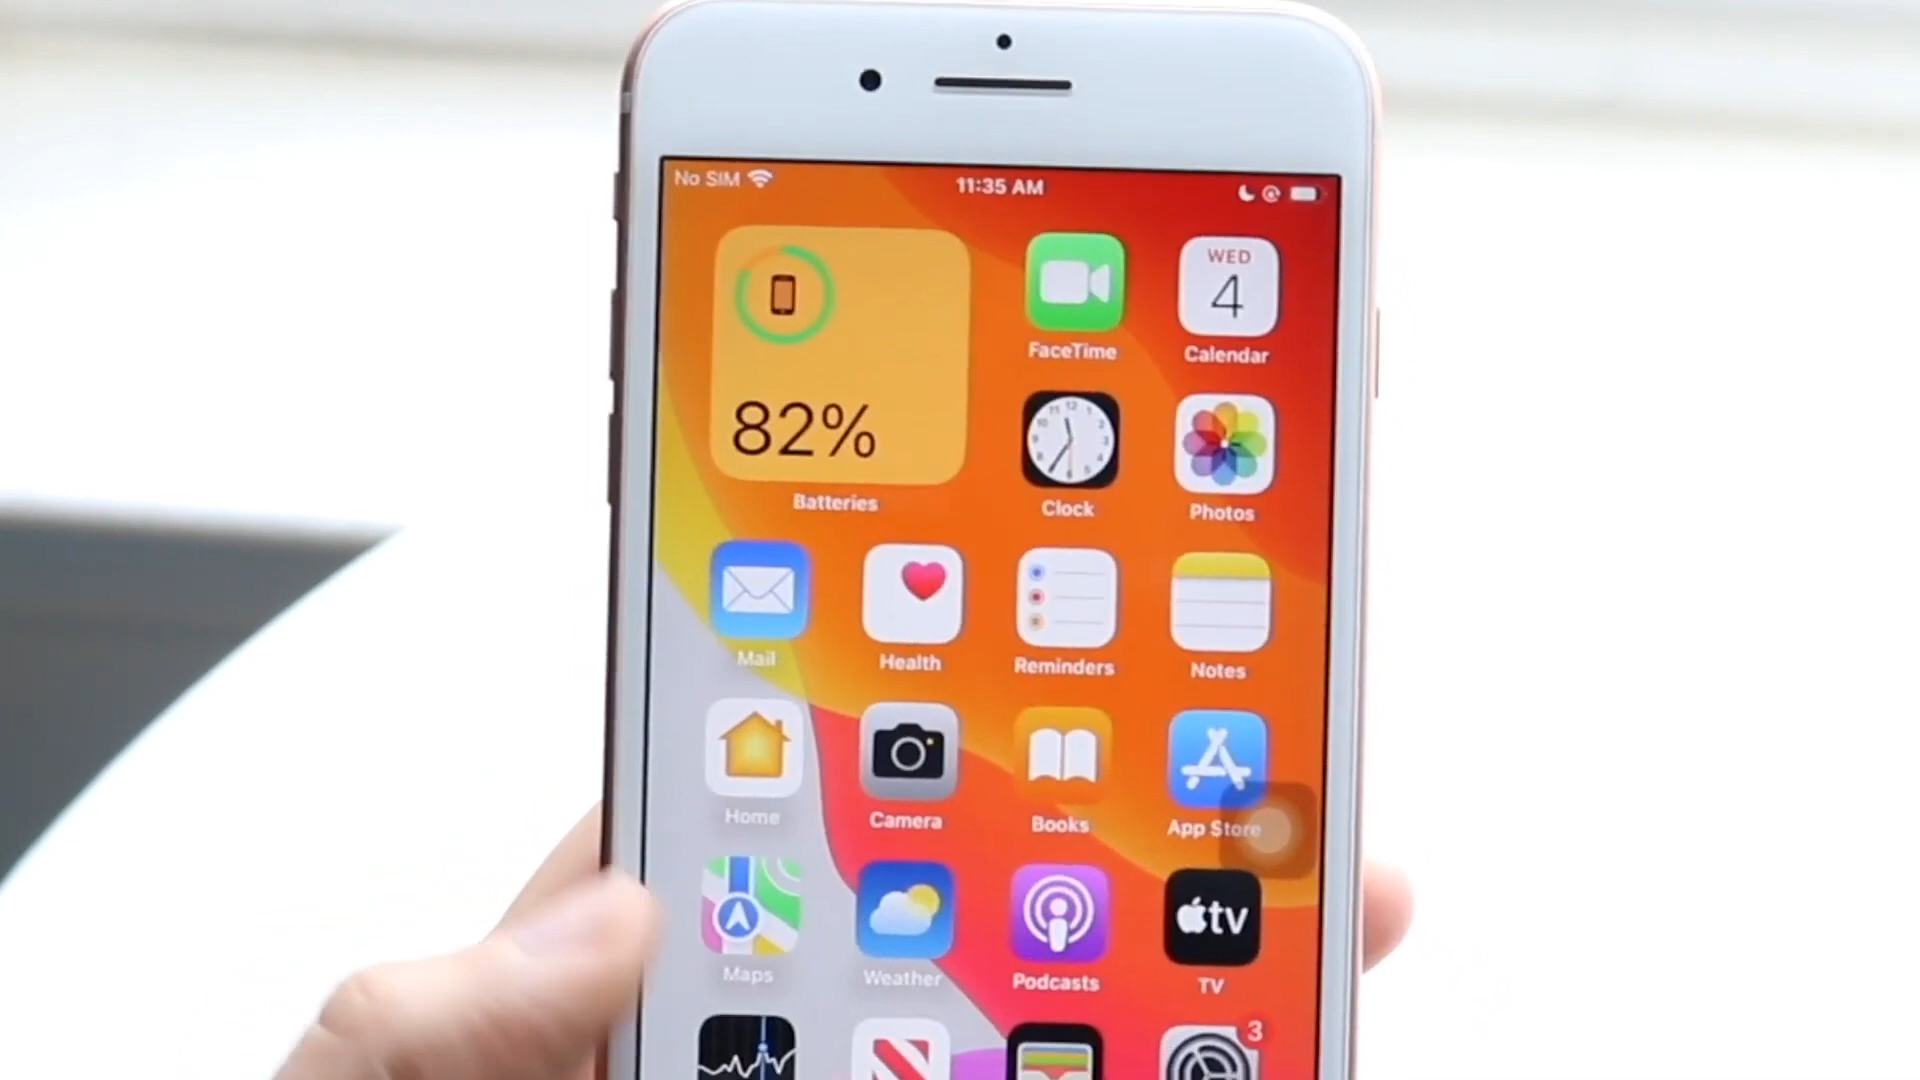 No SIM 11:35 AM
WED
4
FaceTime
Calendar
82%
Batteries
Clock
Photos
Mail
Health
Reminders
Notes
Home
Camera
Books
App Store
tv
Maps
Weather
Podcasts
TV
3